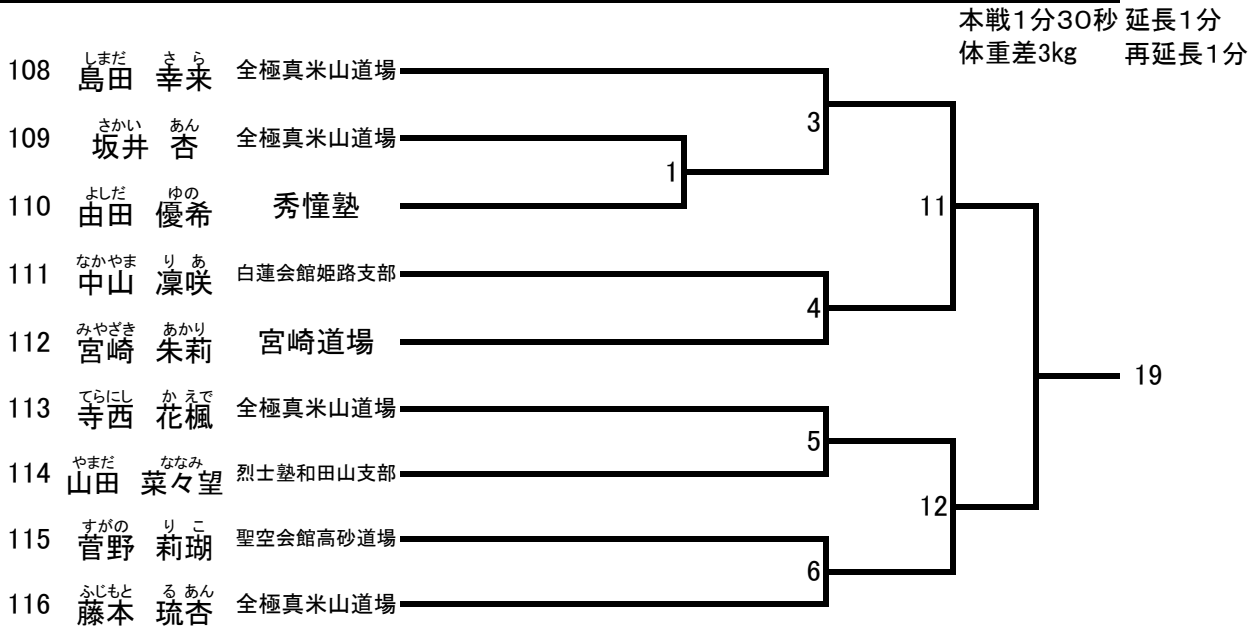 本戦1分30秒 延長1分
体重差3kg 再延長1分
しまだ さら
108 島田 幸来 全極真米山道場
3
さかい あん
109 坂井 杏 全極真米山道場
1
よしだ ゆの
110 由田 優希 秀憧塾
11
なかやま りあ
111 中山 凜咲 白蓮会館姫路支部
4
みやざき あかり
112 宮崎 朱莉 宮崎道場
19
てらにし かえで
113 寺西 花楓 全極真米山道場
5
やまだ ななみ
114 山田 菜々望 烈士塾和田山支部
12
すがの りこ
115 菅野 莉瑚 聖空会館高砂道場
6
ふじもと るあん
116 藤本 琉杏 全極真米山道場